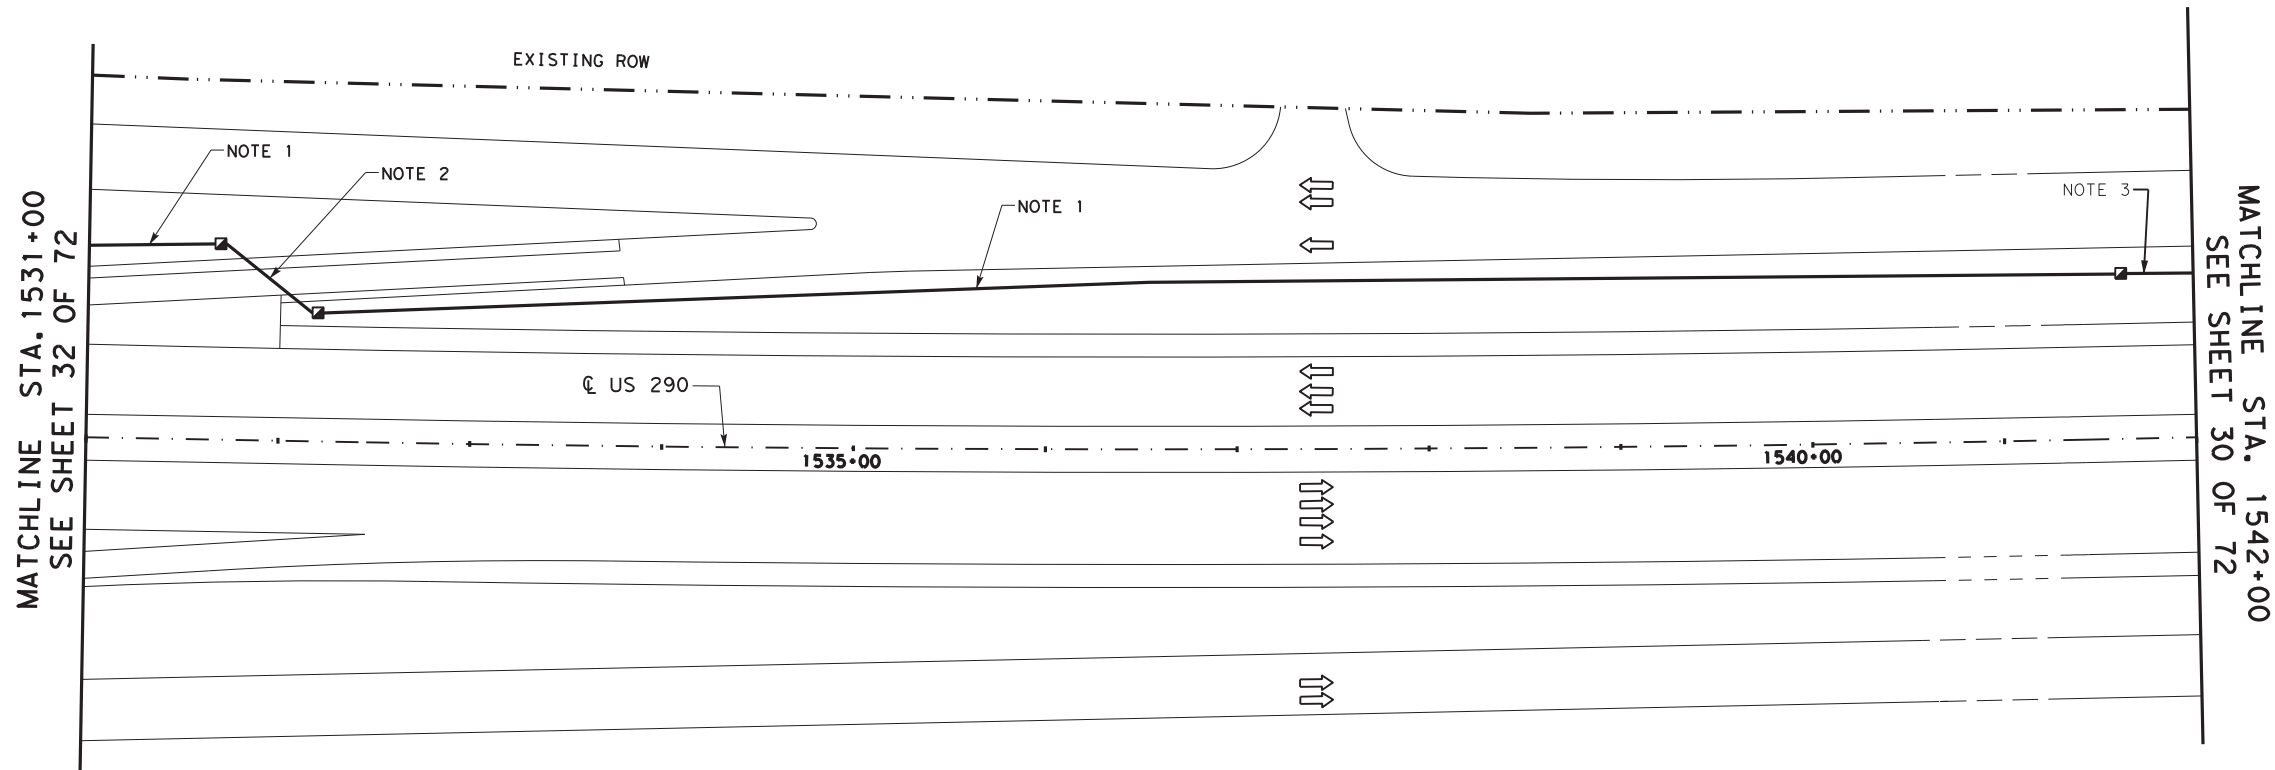 EXISTING ROW
NOTE 1
NOTE 2
NOTE 3
NOTE 1
MATCHLINE STA. 1531+00
SEE SHEET 32 OF 72
MATCHLINE STA. 1542+00
SEE SHEET 30 OF 72
℄ US 290
1535+00
1540+00